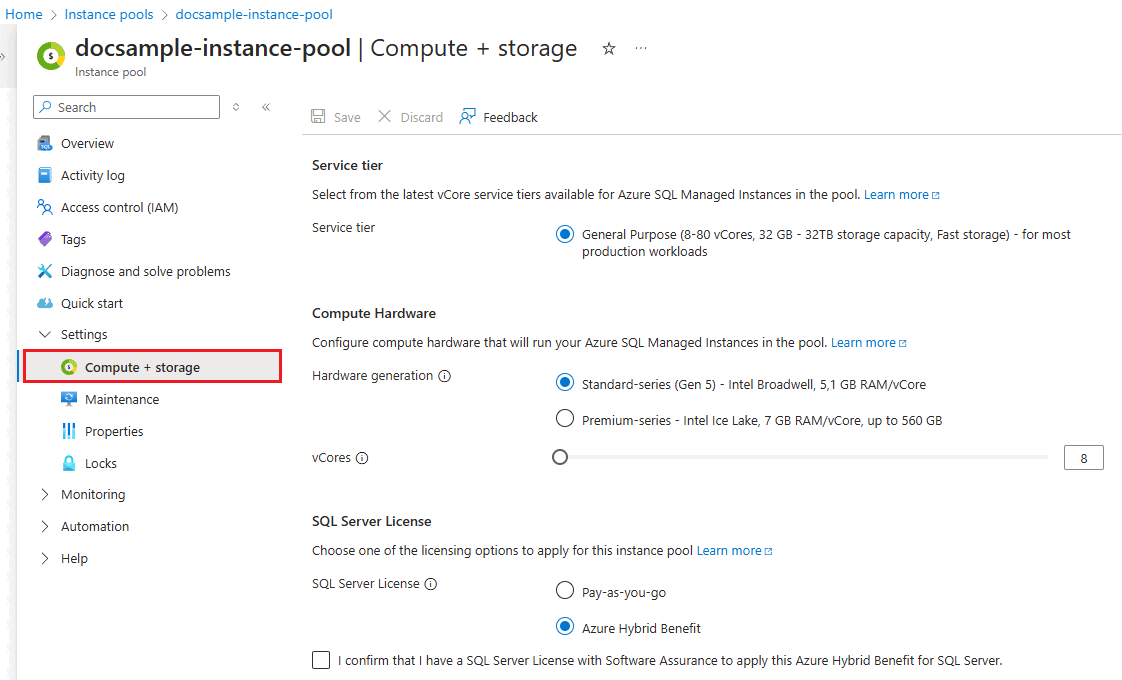 Home > Instance pools > docsample-instance-pool
docsample-instance-pool | Compute + storage
Instance pool
Search
Overview
Activity log
Access control (IAM)
Tags
Diagnose and solve problems
Quick start
Settings
Compute + storage
Maintenance
Properties
Locks
Monitoring
Automation
Help
Save Discard Feedback
Service tier
Select from the latest vCore service tiers available for Azure SQL Managed Instances in the pool. Learn more
Service tier
General Purpose (8-80 vCores, 32 GB - 32TB storage capacity, Fast storage) - for most
production workloads
Compute Hardware
Configure compute hardware that will run your Azure SQL Managed Instances in the pool. Learn more
Hardware generation
Standard-series (Gen 5) - Intel Broadwell, 5,1 GB RAM/vCore
Premium-series - Intel Ice Lake, 7 GB RAM/vCore, up to 560 GB
vCores
8
SQL Server License
Choose one of the licensing options to apply for this instance pool Learn more
SQL Server License
Pay-as-you-go
Azure Hybrid Benefit
I confirm that I have a SQL Server License with Software Assurance to apply this Azure Hybrid Benefit for SQL Server.